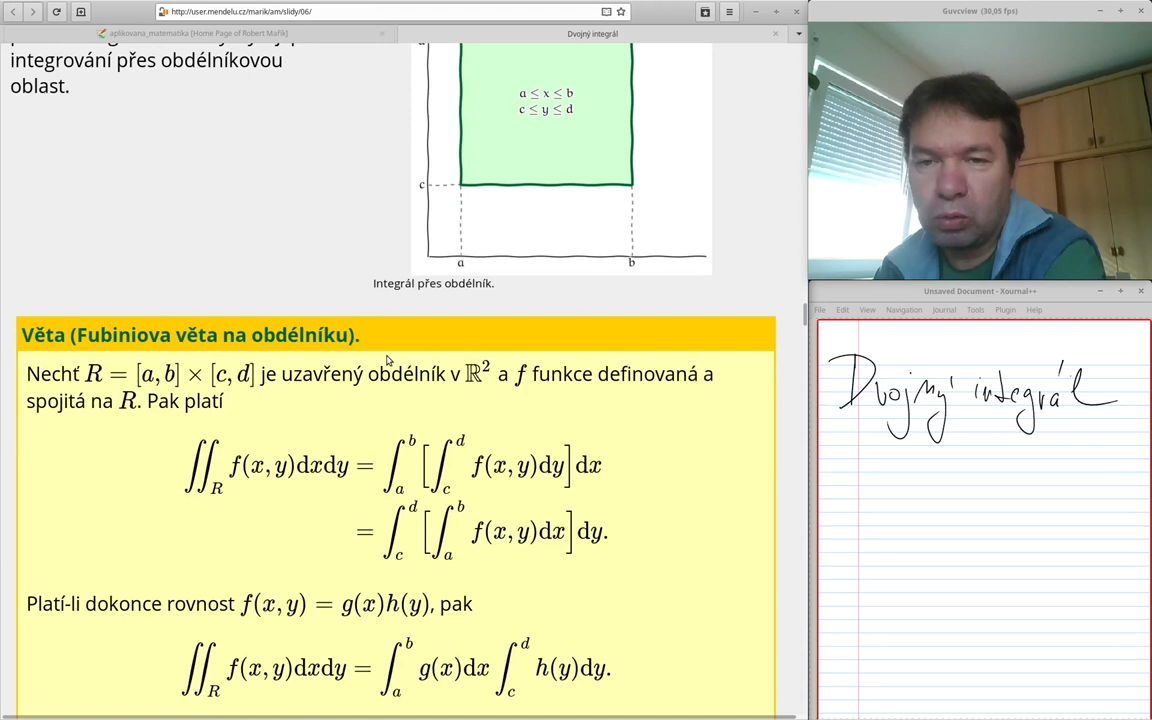 http://user.mendelu.cz/marik/am/slidy/06/
aplikovana_matematika [Home Page of Robert Mařík]
Dvojný integrál
integrování přes obdélníkovou
oblast.
a ≤ x ≤ b
c ≤ y ≤ d
c
a
b
Integrál přes obdélník.
Věta (Fubiniova věta na obdélníku).
Nechť R = [a, b] × [c, d] je uzavřený obdélník v ℝ² a f funkce definovaná a
spojitá na R. Pak platí
∬_R f(x, y)dxdy = ∫_a^b [∫_c^d f(x, y)dy] dx
= ∫_c^d [∫_a^b f(x, y)dx] dy.
Platí-li dokonce rovnost f(x, y) = g(x)h(y), pak
∬_R f(x, y)dxdy = ∫_a^b g(x)dx ∫_c^d h(y)dy.
Guvcview (30,05 fps)
Unsaved Document - Xournal++
File Edit View Navigation Journal Tools Plugin Help
Dvojný integrál